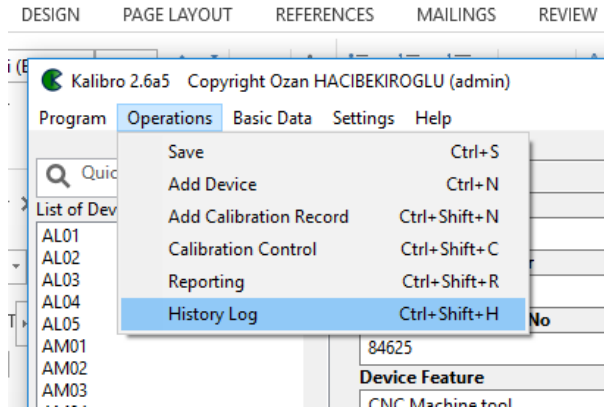 DESIGN PAGE LAYOUT REFERENCES MAILINGS REVIEW
Kalibro 2.6a5 Copyright Ozan HACIBEKIROGLU (admin)
Program Operations Basic Data Settings Help
Save Ctrl+S
Add Device Ctrl+N
Add Calibration Record Ctrl+Shift+N
Calibration Control Ctrl+Shift+C
Reporting Ctrl+Shift+R
History Log Ctrl+Shift+H
List of Dev
AL01
AL02
AL03
AL04
AL05
AM01
AM02
AM03
No
84625
Device Feature
CNC Machine tool